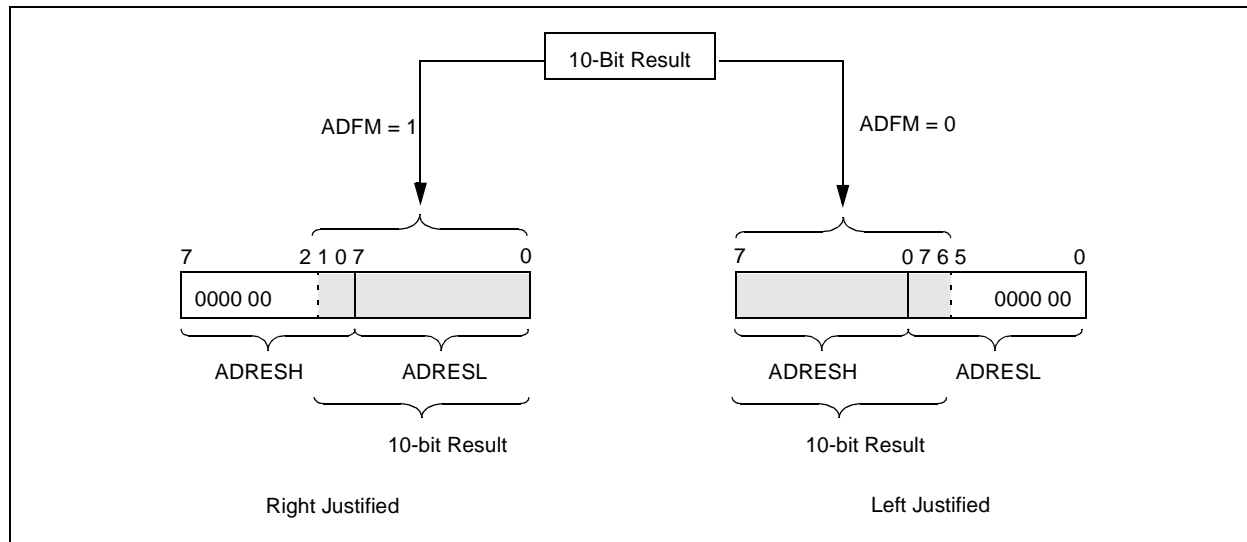 10-Bit Result
ADFM = 1
ADFM = 0
7 2 1 0 7 0
7 0 7 6 5 0
0000 00
0000 00
ADRESH ADRESL
ADRESH ADRESL
10-bit Result
10-bit Result
Right Justified
Left Justified